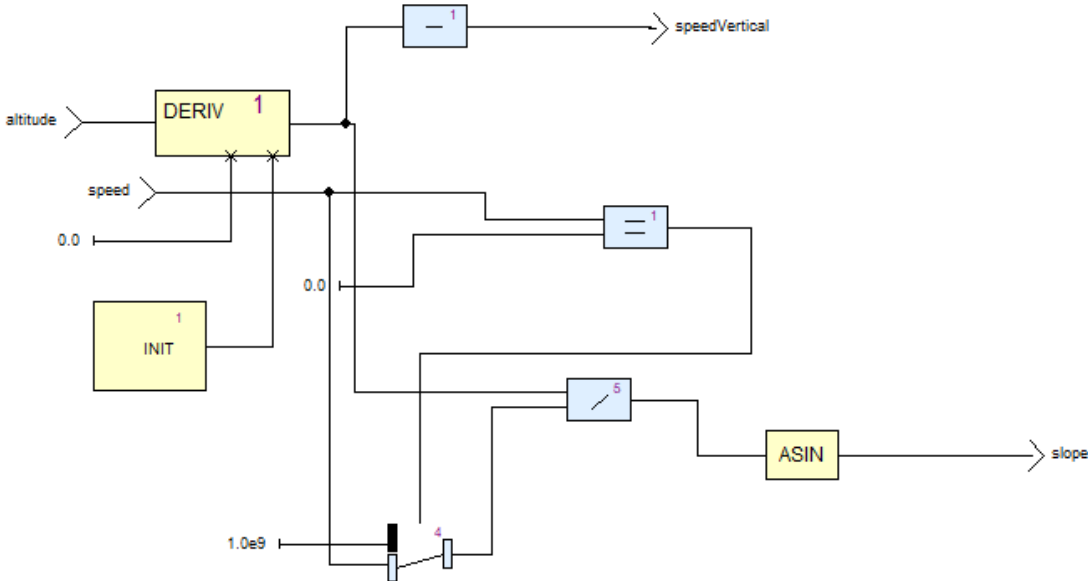 1
speedVertical
DERIV 1
altitude
speed
1
0.0
0.0
1
INIT
5
ASIN
slope
4
1.0e9